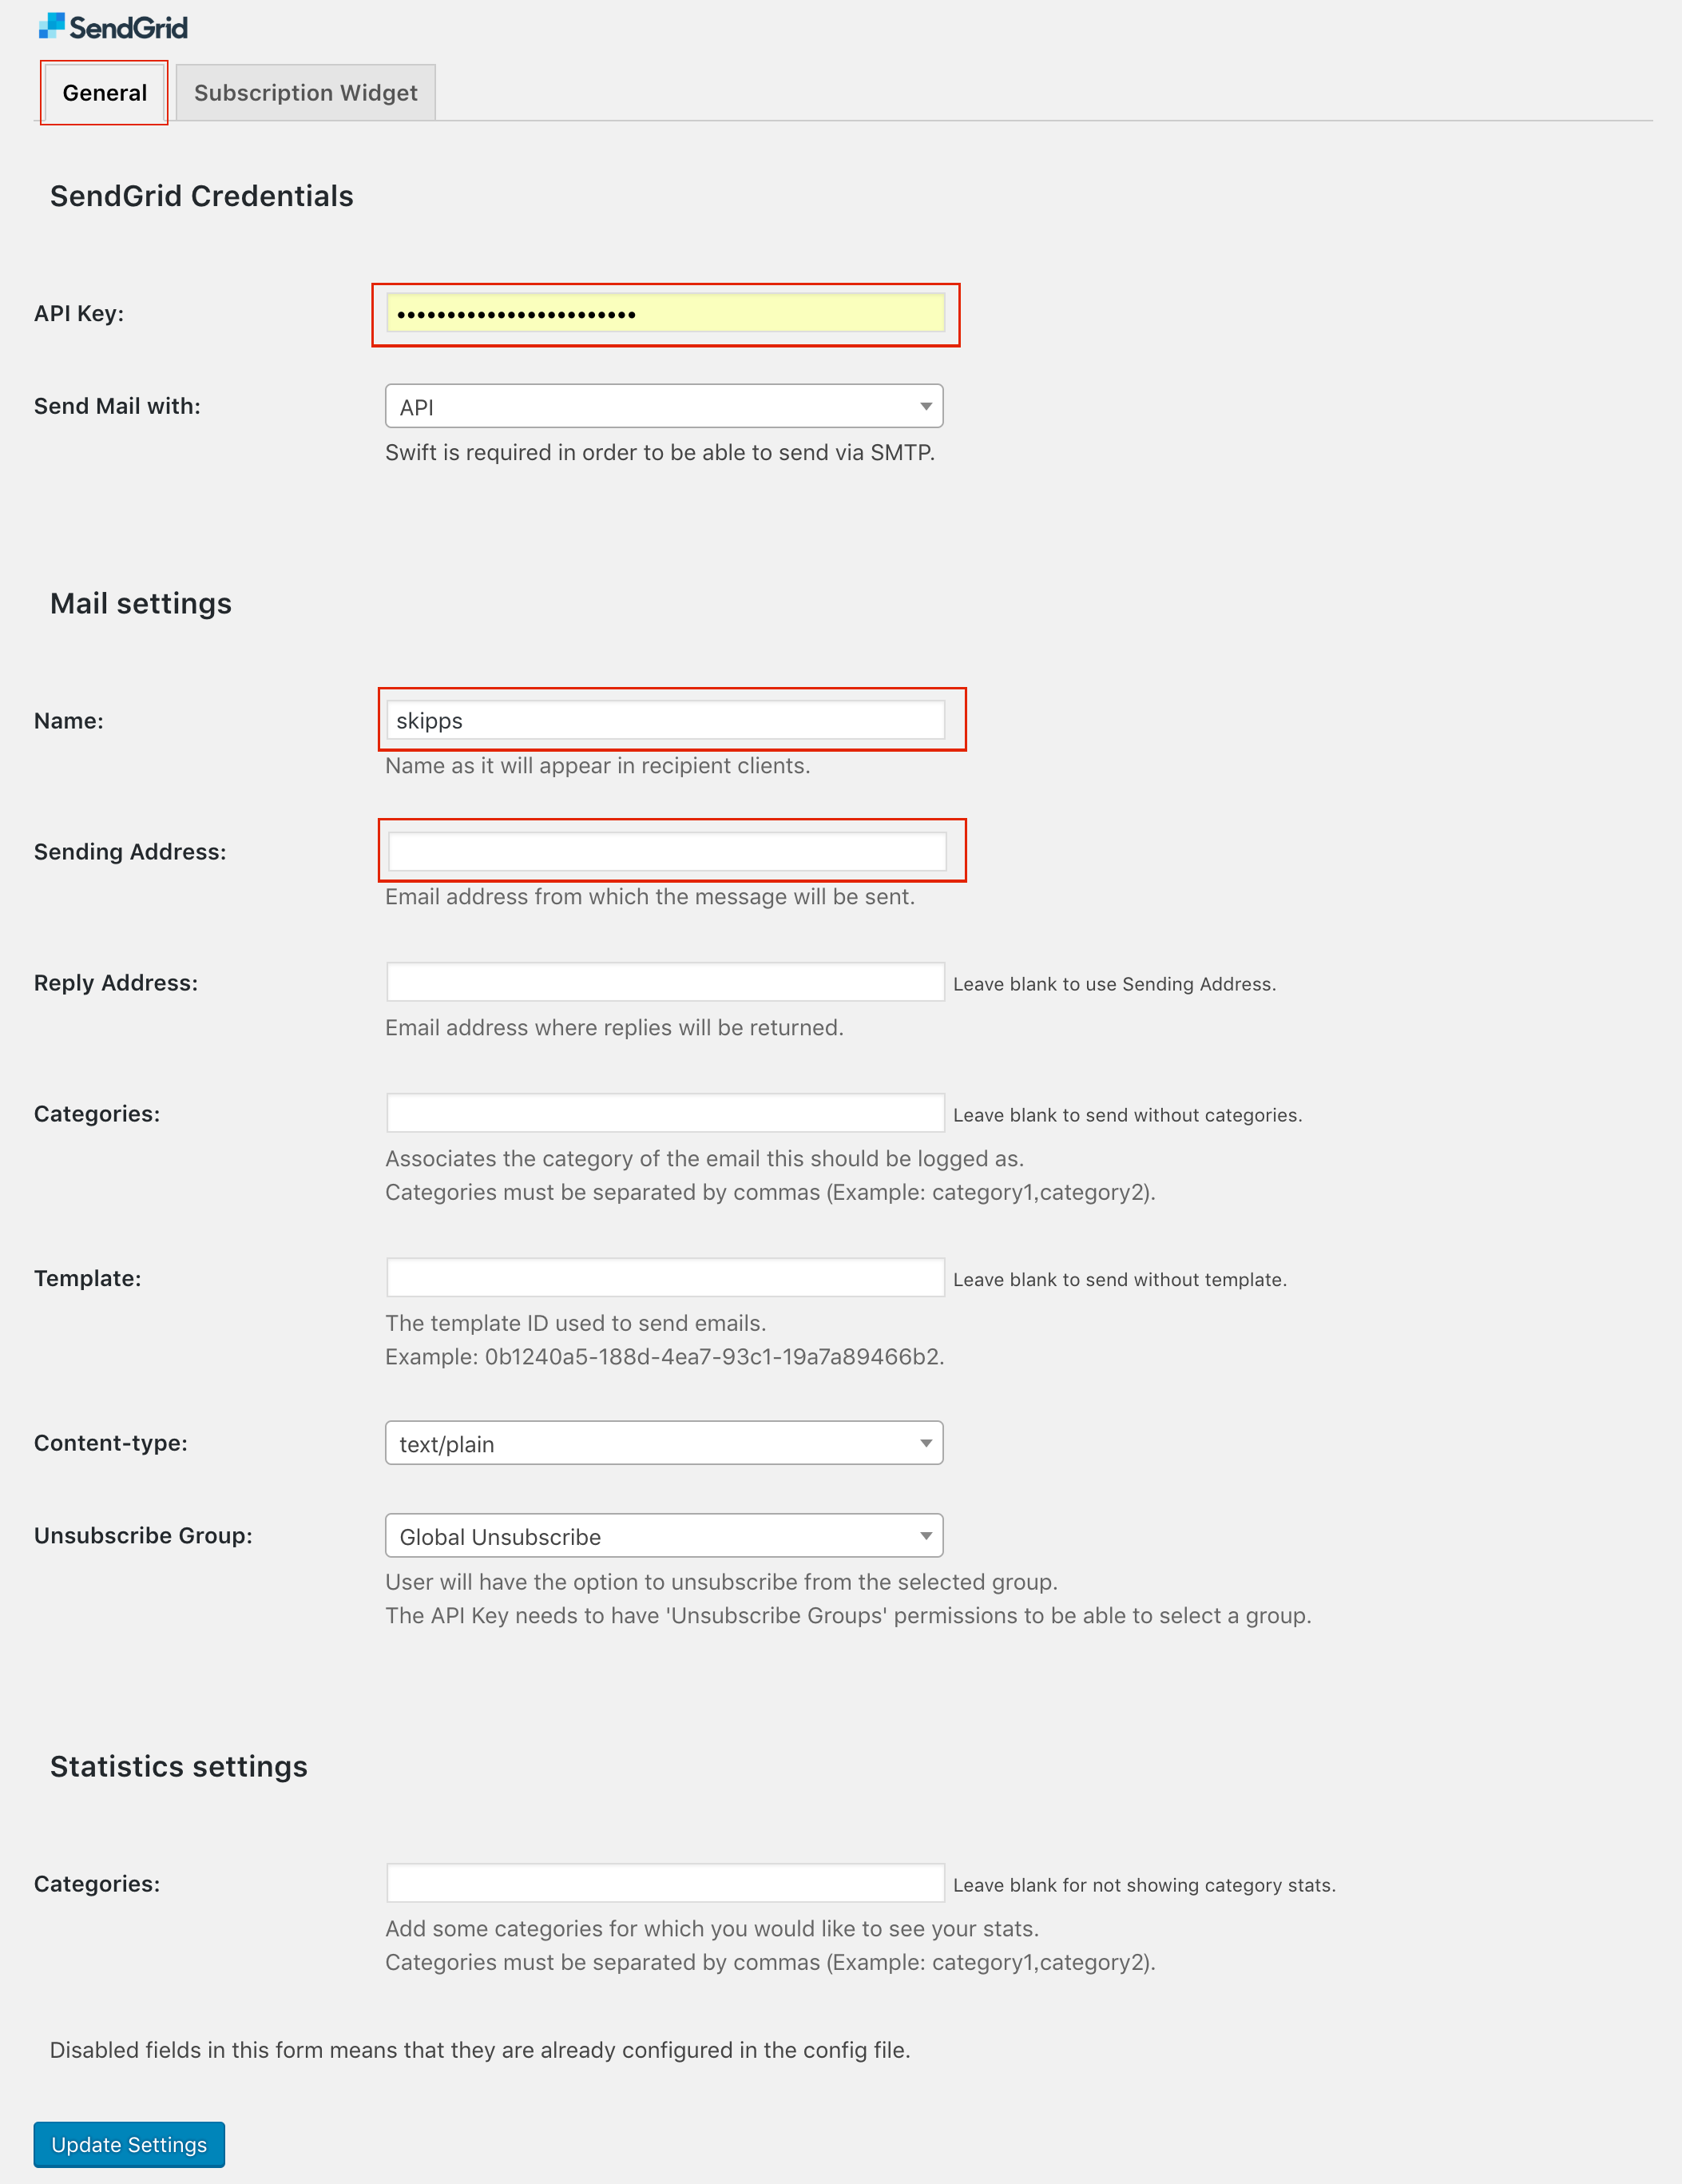 SendGrid
General
Subscription Widget
SendGrid Credentials
API Key:
••••••••••••••••••••••••
Send Mail with:
API
Swift is required in order to be able to send via SMTP.
Mail settings
Name:
skipps
Name as it will appear in recipient clients.
Sending Address:
Email address from which the message will be sent.
Reply Address:
Leave blank to use Sending Address.
Email address where replies will be returned.
Categories:
Leave blank to send without categories.
Associates the category of the email this should be logged as.
Categories must be separated by commas (Example: category1,category2).
Template:
Leave blank to send without template.
The template ID used to send emails.
Example: 0b1240a5-188d-4ea7-93c1-19a7a89466b2.
Content-type:
text/plain
Unsubscribe Group:
Global Unsubscribe
User will have the option to unsubscribe from the selected group.
The API Key needs to have 'Unsubscribe Groups' permissions to be able to select a group.
Statistics settings
Categories:
Leave blank for not showing category stats.
Add some categories for which you would like to see your stats.
Categories must be separated by commas (Example: category1,category2).
Disabled fields in this form means that they are already configured in the config file.
Update Settings